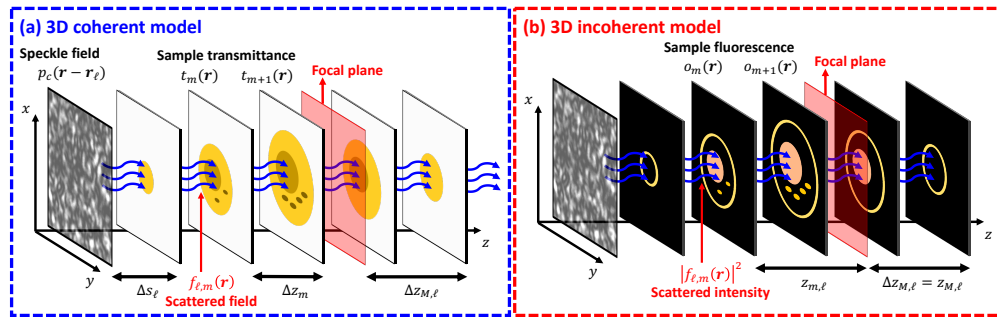 (a) 3D coherent model
Speckle field
p_c(r − r_ℓ)
Sample transmittance
t_m(r) t_{m+1}(r)
Focal plane
x
y
z
Δs_ℓ
f_{ℓ,m}(r)
Scattered field
Δz_m
Δz_{M,ℓ}
(b) 3D incoherent model
Sample fluorescence
o_m(r) o_{m+1}(r)
Focal plane
x
y
z
|f_{ℓ,m}(r)|^2
Scattered intensity
z_{m,ℓ}
Δz_{M,ℓ} = z_{M,ℓ}